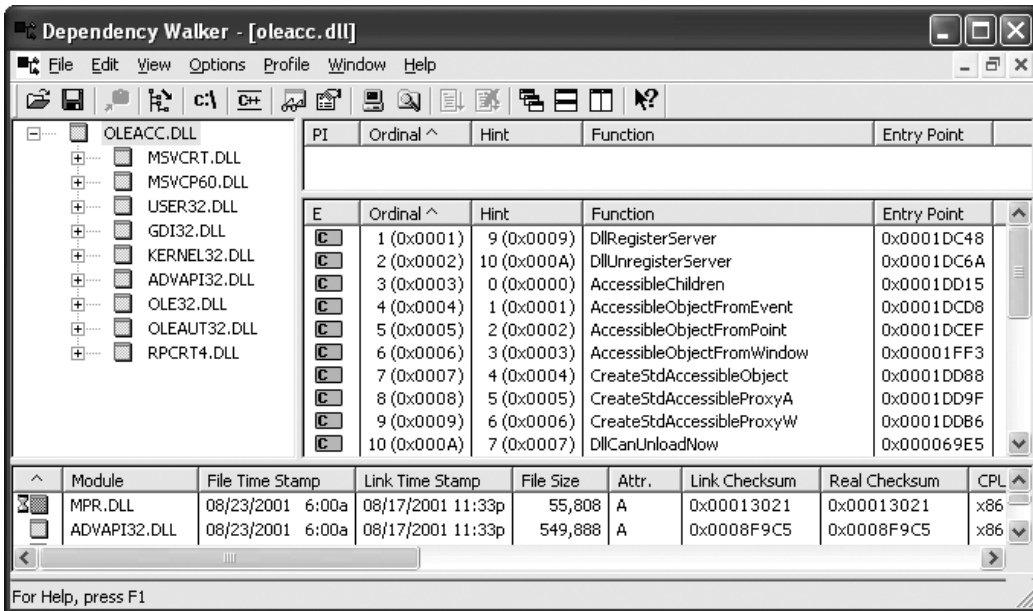 Dependency Walker - [oleacc.dll]
File Edit View Options Profile Window Help
C:\ C++
OLEACC.DLL
MSVCRT.DLL
MSVCP60.DLL
USER32.DLL
GDI32.DLL
KERNEL32.DLL
ADVAPI32.DLL
OLE32.DLL
OLEAUT32.DLL
RPCRT4.DLL
PI Ordinal ^ Hint Function Entry Point
E Ordinal ^ Hint Function Entry Point
C 1 (0x0001) 9 (0x0009) DllRegisterServer 0x0001DC48
C 2 (0x0002) 10 (0x000A) DllUnregisterServer 0x0001DC6A
C 3 (0x0003) 0 (0x0000) AccessibleChildren 0x0001DD15
C 4 (0x0004) 1 (0x0001) AccessibleObjectFromEvent 0x0001DCD8
C 5 (0x0005) 2 (0x0002) AccessibleObjectFromPoint 0x0001DCEF
C 6 (0x0006) 3 (0x0003) AccessibleObjectFromWindow 0x00001FF3
C 7 (0x0007) 4 (0x0004) CreateStdAccessibleObject 0x0001DD88
C 8 (0x0008) 5 (0x0005) CreateStdAccessibleProxyA 0x0001DD9F
C 9 (0x0009) 6 (0x0006) CreateStdAccessibleProxyW 0x0001DDB6
C 10 (0x000A) 7 (0x0007) DllCanUnloadNow 0x000069E5
^ Module File Time Stamp Link Time Stamp File Size Attr. Link Checksum Real Checksum CPU
MPR.DLL 08/23/2001 6:00a 08/17/2001 11:33p 55,808 A 0x00013021 0x00013021 x86
ADVAPI32.DLL 08/23/2001 6:00a 08/17/2001 11:33p 549,888 A 0x0008F9C5 0x0008F9C5 x86
For Help, press F1